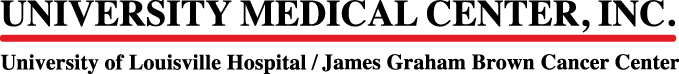 UNIVERSITY MEDICAL CENTER, INC.
University of Louisville Hospital / James Graham Brown Cancer Center